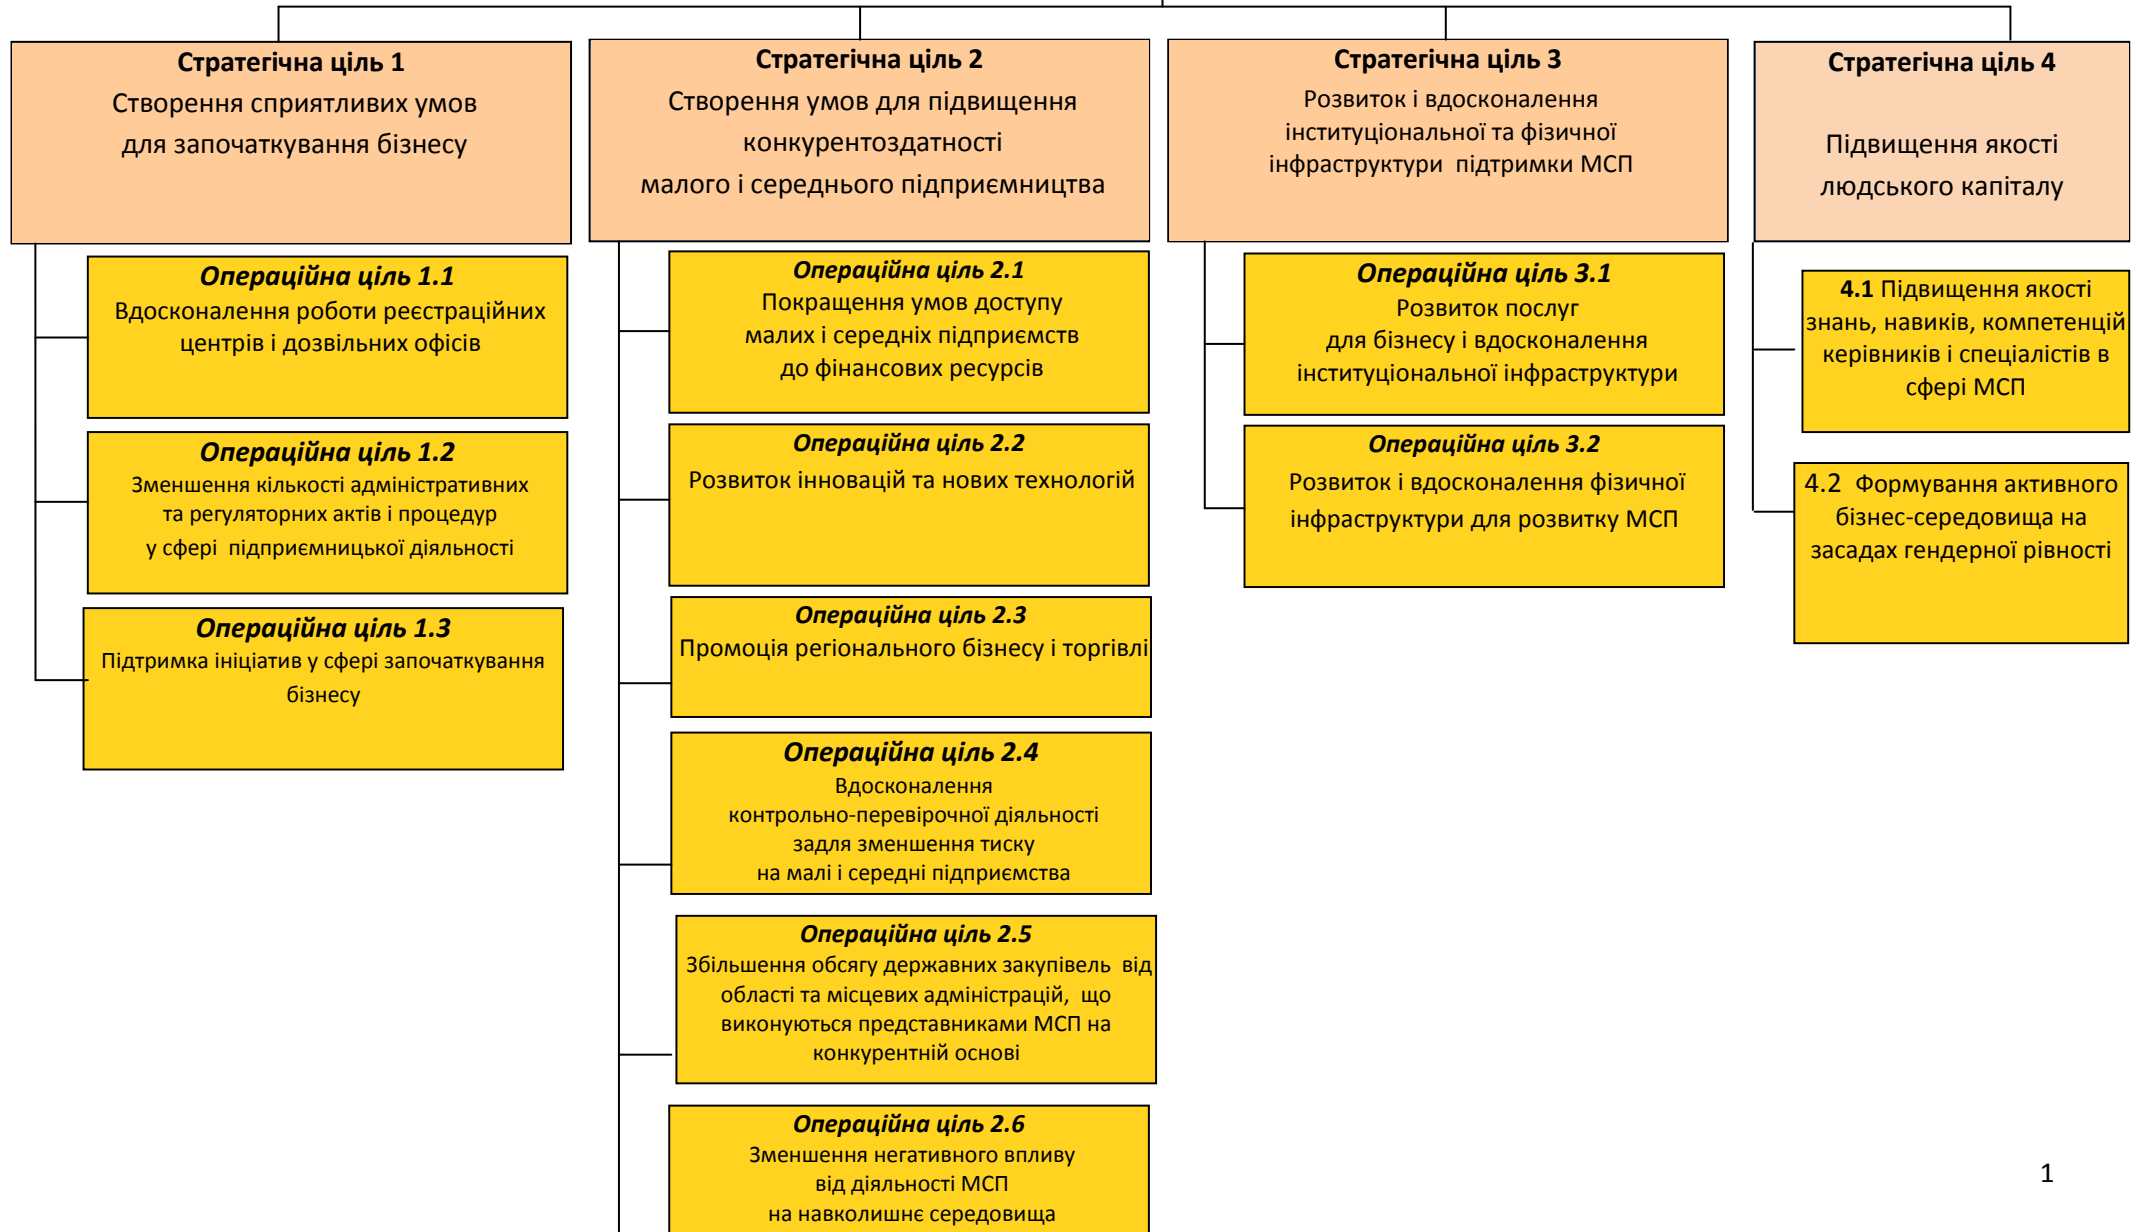 Стратегічна ціль 1
Створення сприятливих умов
для започаткування бізнесу
Операційна ціль 1.1
Вдосконалення роботи реєстраційних
центрів і дозвільних офісів
Операційна ціль 1.2
Зменшення кількості адміністративних
та регуляторних актів і процедур
у сфері підприємницької діяльності
Операційна ціль 1.3
Підтримка ініціатив у сфері започаткування
бізнесу
Стратегічна ціль 2
Створення умов для підвищення
конкурентоздатності
малого і середнього підприємництва
Операційна ціль 2.1
Покращення умов доступу
малих і середніх підприємств
до фінансових ресурсів
Операційна ціль 2.2
Розвиток інновацій та нових технологій
Операційна ціль 2.3
Промоція регіонального бізнесу і торгівлі
Операційна ціль 2.4
Вдосконалення
контрольно-перевірочної діяльності
задля зменшення тиску
на малі і середні підприємства
Операційна ціль 2.5
Збільшення обсягу державних закупівель від
області та місцевих адміністрацій, що
виконуються представниками МСП на
конкурентній основі
Операційна ціль 2.6
Зменшення негативного впливу
від діяльності МСП
на навколишнє середовища
Стратегічна ціль 3
Розвиток і вдосконалення
інституціональної та фізичної
інфраструктури підтримки МСП
Операційна ціль 3.1
Розвиток послуг
для бізнесу і вдосконалення
інституціональної інфраструктури
Операційна ціль 3.2
Розвиток і вдосконалення фізичної
інфраструктури для розвитку МСП
Стратегічна ціль 4
Підвищення якості
людського капіталу
4.1 Підвищення якості
знань, навиків, компетенцій
керівників і спеціалістів в
сфері МСП
4.2 Формування активного
бізнес-середовища на
засадах гендерної рівності
1